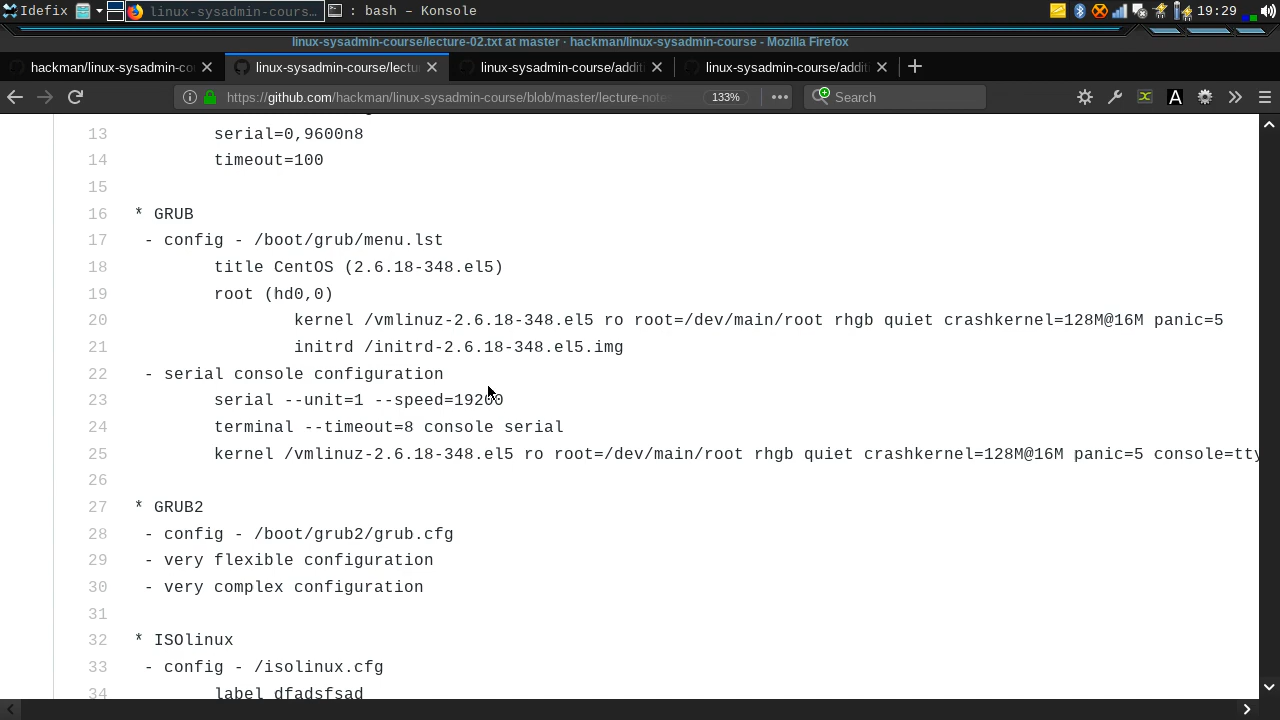 Idefix linux-sysadmin-cours… : bash – Konsole 19:29
linux-sysadmin-course/lecture-02.txt at master · hackman/linux-sysadmin-course - Mozilla Firefox
hackman/linux-sysadmin-co linux-sysadmin-course/lectu linux-sysadmin-course/addit linux-sysadmin-course/addit
https://github.com/hackman/linux-sysadmin-course/blob/master/lecture-note 133% Search
13 serial=0,9600n8
14 timeout=100
15
16 * GRUB
17 - config - /boot/grub/menu.lst
18 title CentOS (2.6.18-348.el5)
19 root (hd0,0)
20 kernel /vmlinuz-2.6.18-348.el5 ro root=/dev/main/root rhgb quiet crashkernel=128M@16M panic=5
21 initrd /initrd-2.6.18-348.el5.img
22 - serial console configuration
23 serial --unit=1 --speed=19200
24 terminal --timeout=8 console serial
25 kernel /vmlinuz-2.6.18-348.el5 ro root=/dev/main/root rhgb quiet crashkernel=128M@16M panic=5 console=tty
26
27 * GRUB2
28 - config - /boot/grub2/grub.cfg
29 - very flexible configuration
30 - very complex configuration
31
32 * ISOlinux
33 - config - /isolinux.cfg
34 label dfadsfsad